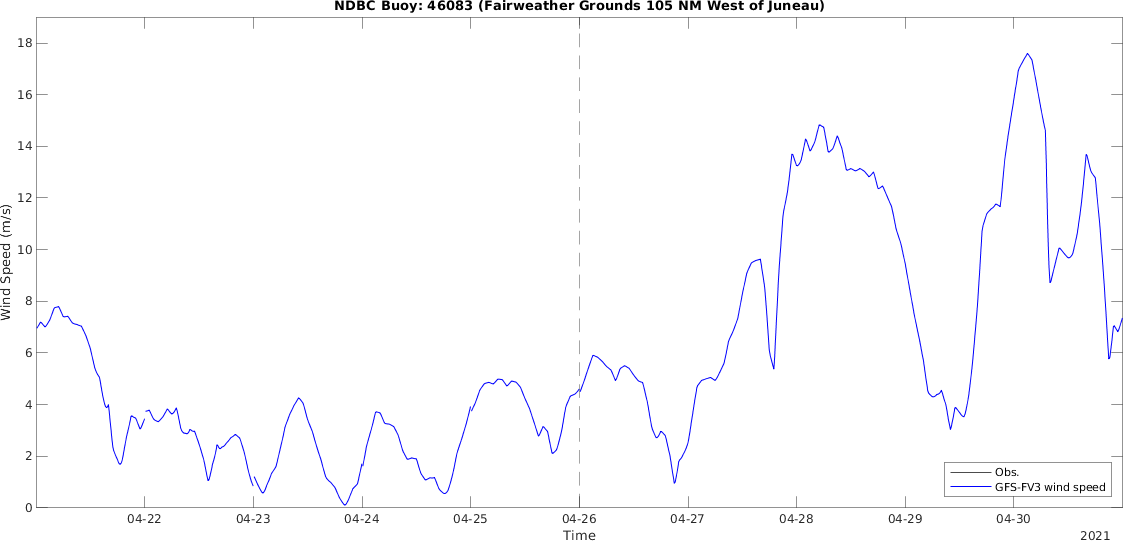 NDBC Buoy: 46083 (Fairweather Grounds 105 NM West of Juneau)
Wind Speed (m/s)
18
16
14
12
10
8
6
4
2
0
Obs.
GFS-FV3 wind speed
04-22 04-23 04-24 04-25 04-26 04-27 04-28 04-29 04-30
Time
2021